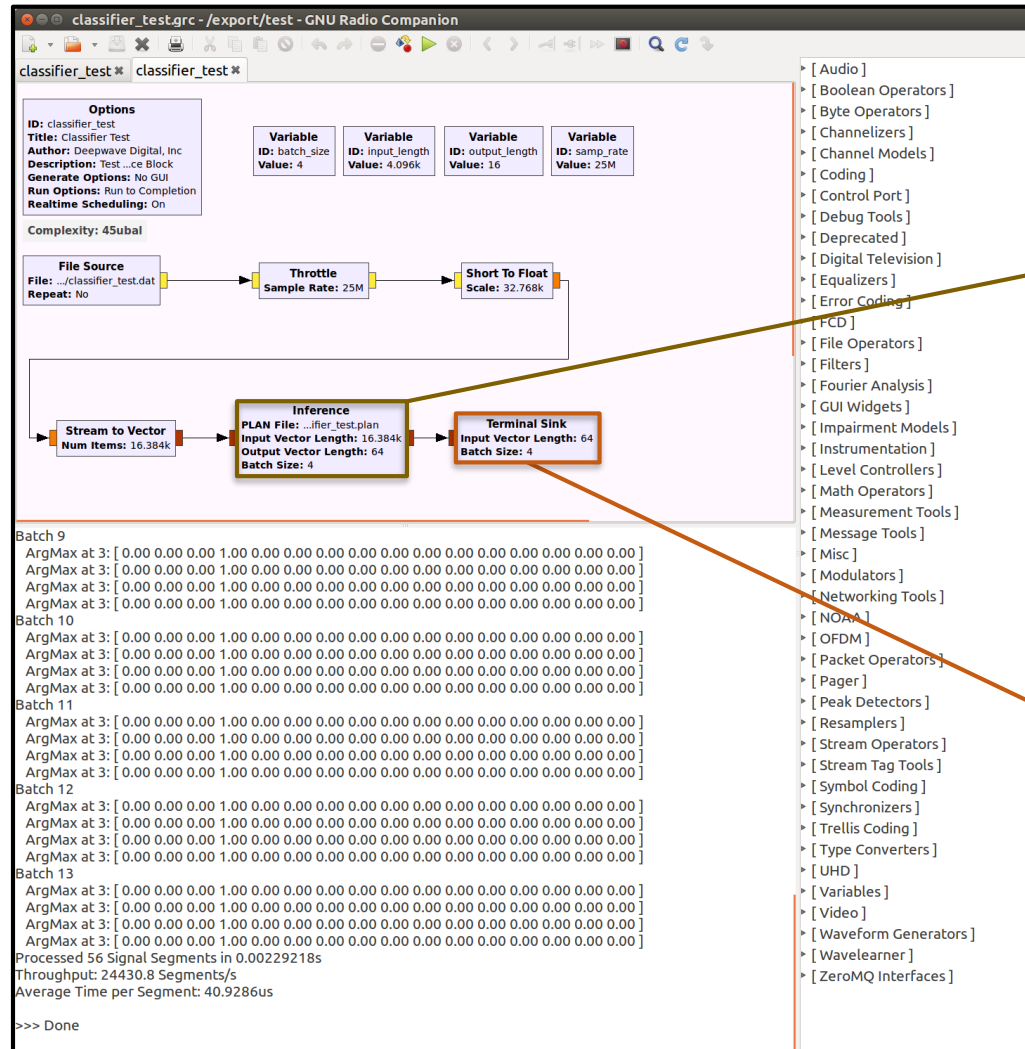 classifier_test.grc - /export/test - GNU Radio Companion
classifier_test
classifier_test
Options
ID: classifier_test
Title: Classifier Test
Author: Deepwave Digital, Inc
Description: Test ...ce Block
Generate Options: No GUI
Run Options: Run to Completion
Realtime Scheduling: On
Variable
ID: batch_size
Value: 4
Variable
ID: input_length
Value: 4.096k
Variable
ID: output_length
Value: 16
Variable
ID: samp_rate
Value: 25M
Complexity: 45ubal
File Source
File: .../classifier_test.dat
Repeat: No
Throttle
Sample Rate: 25M
Short To Float
Scale: 32.768k
Stream to Vector
Num Items: 16.384k
Inference
PLAN File: ...ifier_test.plan
Input Vector Length: 16.384k
Output Vector Length: 64
Batch Size: 4
Terminal Sink
Input Vector Length: 64
Batch Size: 4
Batch 9
ArgMax at 3: [ 0.00 0.00 0.00 1.00 0.00 0.00 0.00 0.00 0.00 0.00 0.00 0.00 0.00 0.00 0.00 0.00 ]
ArgMax at 3: [ 0.00 0.00 0.00 1.00 0.00 0.00 0.00 0.00 0.00 0.00 0.00 0.00 0.00 0.00 0.00 0.00 ]
ArgMax at 3: [ 0.00 0.00 0.00 1.00 0.00 0.00 0.00 0.00 0.00 0.00 0.00 0.00 0.00 0.00 0.00 0.00 ]
ArgMax at 3: [ 0.00 0.00 0.00 1.00 0.00 0.00 0.00 0.00 0.00 0.00 0.00 0.00 0.00 0.00 0.00 0.00 ]
Batch 10
ArgMax at 3: [ 0.00 0.00 0.00 1.00 0.00 0.00 0.00 0.00 0.00 0.00 0.00 0.00 0.00 0.00 0.00 0.00 ]
ArgMax at 3: [ 0.00 0.00 0.00 1.00 0.00 0.00 0.00 0.00 0.00 0.00 0.00 0.00 0.00 0.00 0.00 0.00 ]
ArgMax at 3: [ 0.00 0.00 0.00 1.00 0.00 0.00 0.00 0.00 0.00 0.00 0.00 0.00 0.00 0.00 0.00 0.00 ]
ArgMax at 3: [ 0.00 0.00 0.00 1.00 0.00 0.00 0.00 0.00 0.00 0.00 0.00 0.00 0.00 0.00 0.00 0.00 ]
Batch 11
ArgMax at 3: [ 0.00 0.00 0.00 1.00 0.00 0.00 0.00 0.00 0.00 0.00 0.00 0.00 0.00 0.00 0.00 0.00 ]
ArgMax at 3: [ 0.00 0.00 0.00 1.00 0.00 0.00 0.00 0.00 0.00 0.00 0.00 0.00 0.00 0.00 0.00 0.00 ]
ArgMax at 3: [ 0.00 0.00 0.00 1.00 0.00 0.00 0.00 0.00 0.00 0.00 0.00 0.00 0.00 0.00 0.00 0.00 ]
ArgMax at 3: [ 0.00 0.00 0.00 1.00 0.00 0.00 0.00 0.00 0.00 0.00 0.00 0.00 0.00 0.00 0.00 0.00 ]
Batch 12
ArgMax at 3: [ 0.00 0.00 0.00 1.00 0.00 0.00 0.00 0.00 0.00 0.00 0.00 0.00 0.00 0.00 0.00 0.00 ]
ArgMax at 3: [ 0.00 0.00 0.00 1.00 0.00 0.00 0.00 0.00 0.00 0.00 0.00 0.00 0.00 0.00 0.00 0.00 ]
ArgMax at 3: [ 0.00 0.00 0.00 1.00 0.00 0.00 0.00 0.00 0.00 0.00 0.00 0.00 0.00 0.00 0.00 0.00 ]
ArgMax at 3: [ 0.00 0.00 0.00 1.00 0.00 0.00 0.00 0.00 0.00 0.00 0.00 0.00 0.00 0.00 0.00 0.00 ]
Batch 13
ArgMax at 3: [ 0.00 0.00 0.00 1.00 0.00 0.00 0.00 0.00 0.00 0.00 0.00 0.00 0.00 0.00 0.00 0.00 ]
ArgMax at 3: [ 0.00 0.00 0.00 1.00 0.00 0.00 0.00 0.00 0.00 0.00 0.00 0.00 0.00 0.00 0.00 0.00 ]
ArgMax at 3: [ 0.00 0.00 0.00 1.00 0.00 0.00 0.00 0.00 0.00 0.00 0.00 0.00 0.00 0.00 0.00 0.00 ]
ArgMax at 3: [ 0.00 0.00 0.00 1.00 0.00 0.00 0.00 0.00 0.00 0.00 0.00 0.00 0.00 0.00 0.00 0.00 ]
Processed 56 Signal Segments in 0.00229218s
Throughput: 24430.8 Segments/s
Average Time per Segment: 40.9286us
>>> Done
[ Audio ]
[ Boolean Operators ]
[ Byte Operators ]
[ Channelizers ]
[ Channel Models ]
[ Coding ]
[ Control Port ]
[ Debug Tools ]
[ Deprecated ]
[ Digital Television ]
[ Equalizers ]
[ Error Coding ]
[ FCD ]
[ File Operators ]
[ Filters ]
[ Fourier Analysis ]
[ GUI Widgets ]
[ Impairment Models ]
[ Instrumentation ]
[ Level Controllers ]
[ Math Operators ]
[ Measurement Tools ]
[ Message Tools ]
[ Misc ]
[ Modulators ]
[ Networking Tools ]
[ NOAA ]
[ OFDM ]
[ Packet Operators ]
[ Pager ]
[ Peak Detectors ]
[ Resamplers ]
[ Stream Operators ]
[ Stream Tag Tools ]
[ Symbol Coding ]
[ Synchronizers ]
[ Trellis Coding ]
[ Type Converters ]
[ UHD ]
[ Variables ]
[ Video ]
[ Waveform Generators ]
[ Wavelearner ]
[ ZeroMQ Interfaces ]